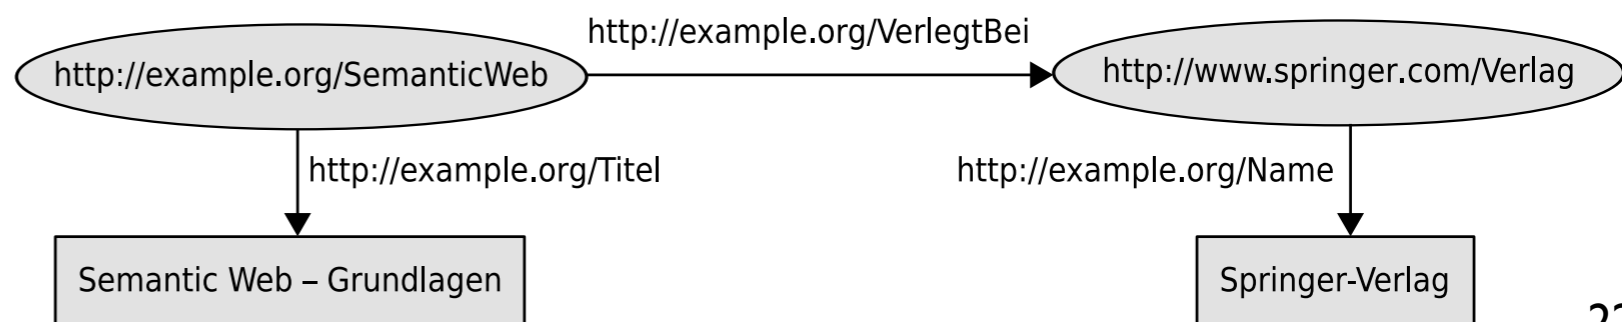 http://example.org/VerlegtBei
http://example.org/SemanticWeb
http://www.springer.com/Verlag
http://example.org/Titel
http://example.org/Name
Semantic Web – Grundlagen
Springer-Verlag